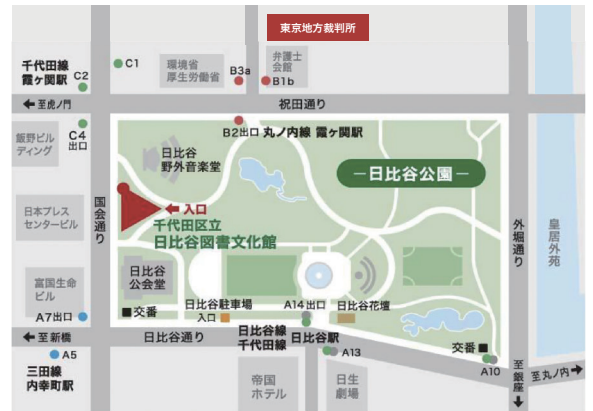 東京地方裁判所
千代田線
霞ヶ関駅
C2
C1
環境省
厚生労働省
B3a
弁護士
会館
B1b
至虎ノ門
祝田通り
飯野ビル
ディング
C4
出口
B2出口 丸ノ内線 霞ヶ関駅
日比谷
野外音楽堂
日比谷公園
入口
千代田区立
日比谷図書文化館
日本プレス
センタービル
国会通り
外堀通り
皇居外苑
富国生命
ビル
A7出口
日比谷
公会堂
交番
日比谷駐車場
入口
A14出口
日比谷花壇
至新橋
日比谷通り
日比谷線
千代田線
日比谷駅
A13
交番
A10
A5
三田線
内幸町駅
帝国
ホテル
日生
劇場
至銀座
至丸ノ内